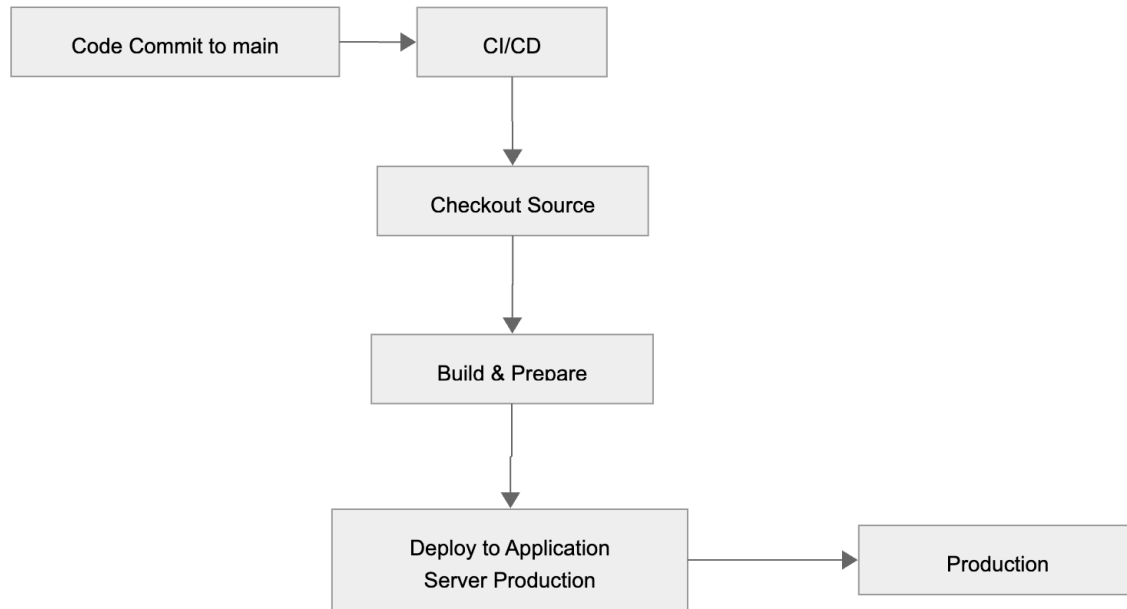 Code Commit to main
CI/CD
Checkout Source
Build & Prepare
Deploy to Application
Server Production
Production